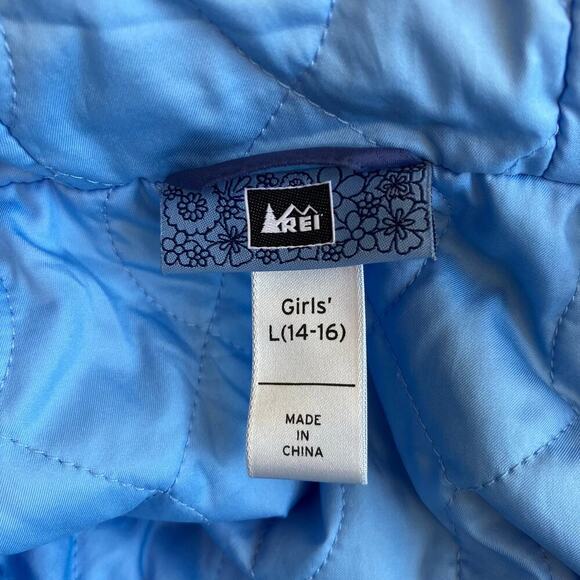 REI
Girls'
L(14-16)
MADE
IN
CHINA